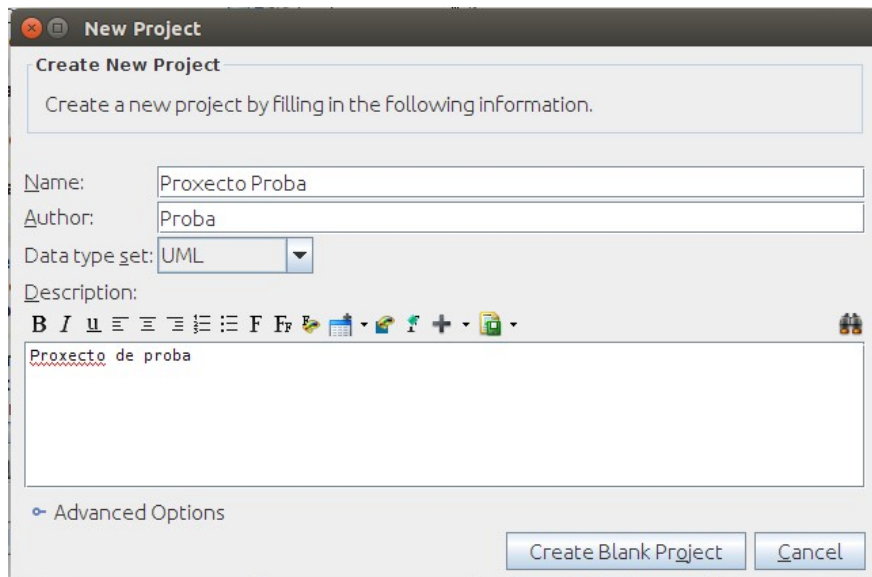 New Project
Create New Project
Create a new project by filling in the following information.
Name: Proxecto Proba
Author: Proba
Data type set: UML
Description:
B I u F FF
Proxecto de proba
Advanced Options
Create Blank Project Cancel